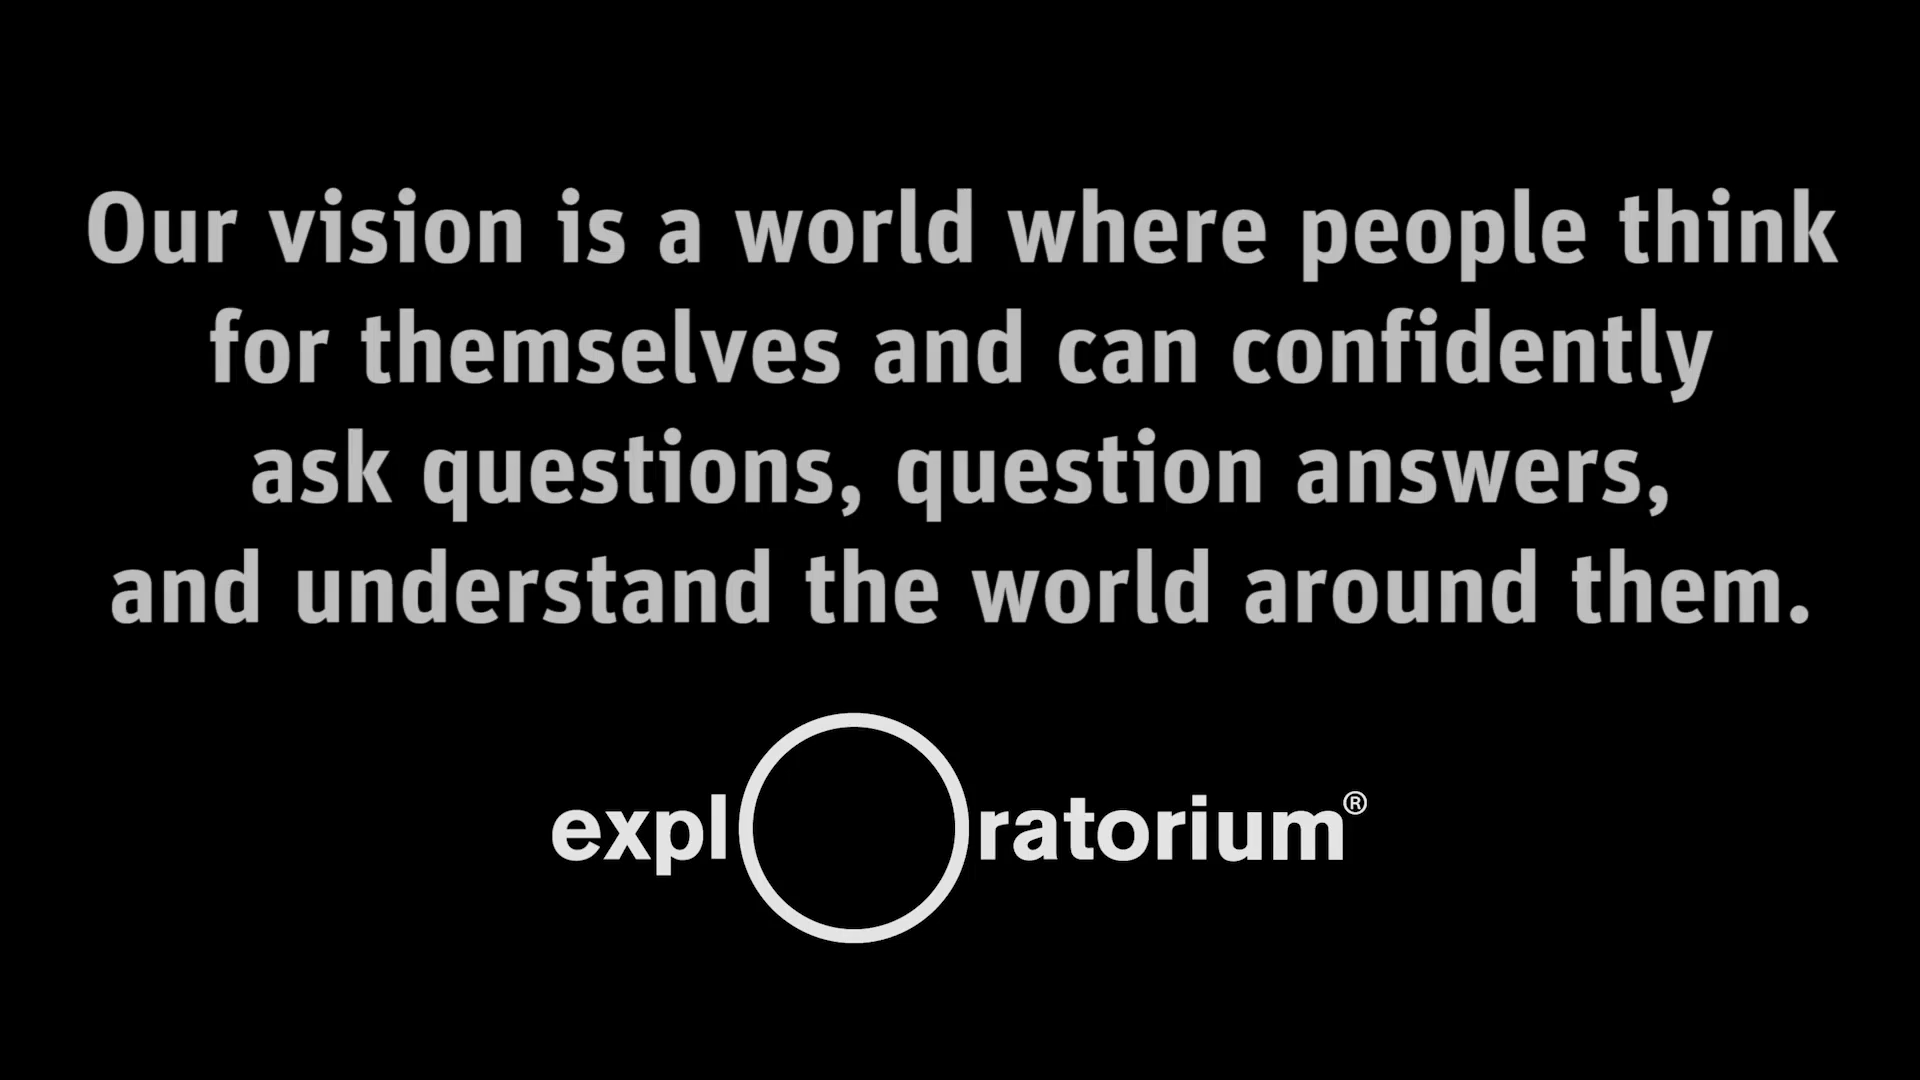 Our vision is a world where people think
for themselves and can confidently
ask questions, question answers,
and understand the world around them.
explOratorium®